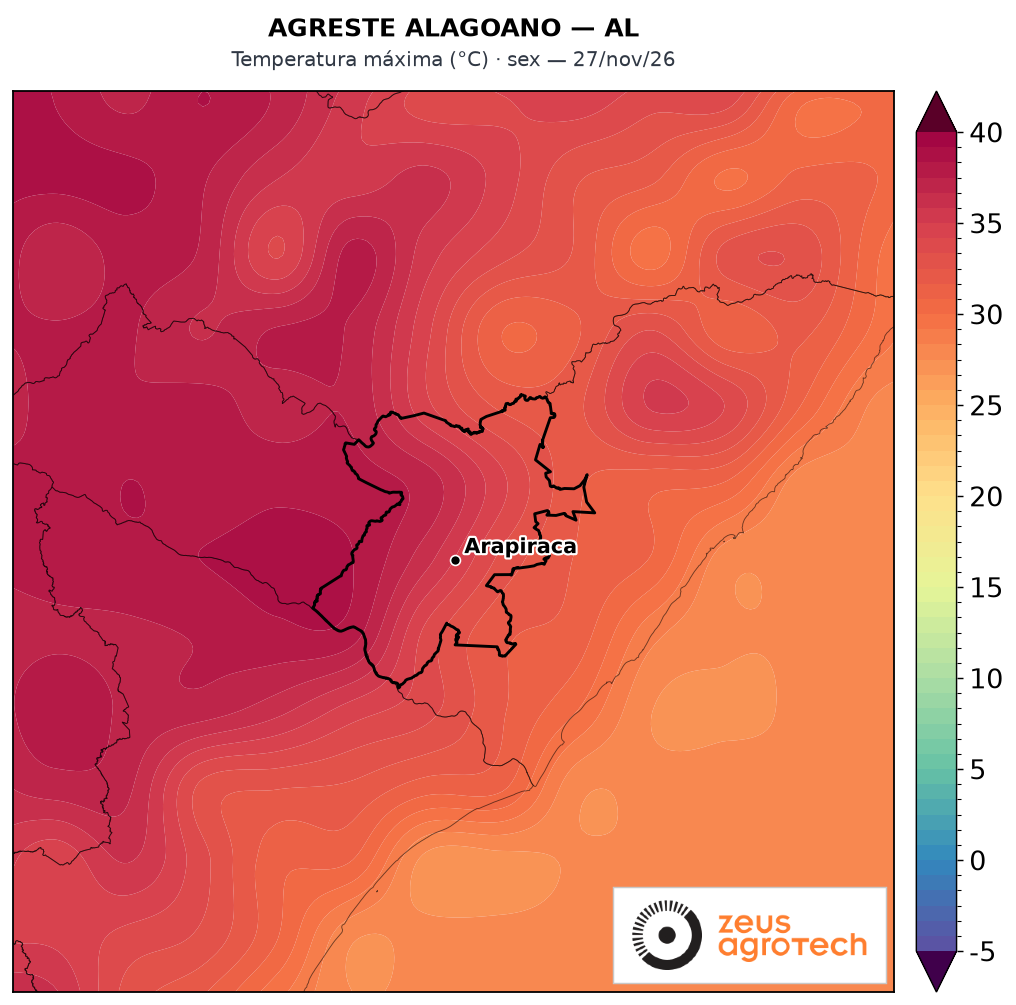 AGRESTE ALAGOANO — AL
Temperatura máxima (°C) · sex — 27/nov/26
40
35
30
25
20
15
10
5
0
-5
Arapiraca
zeus
agrotech